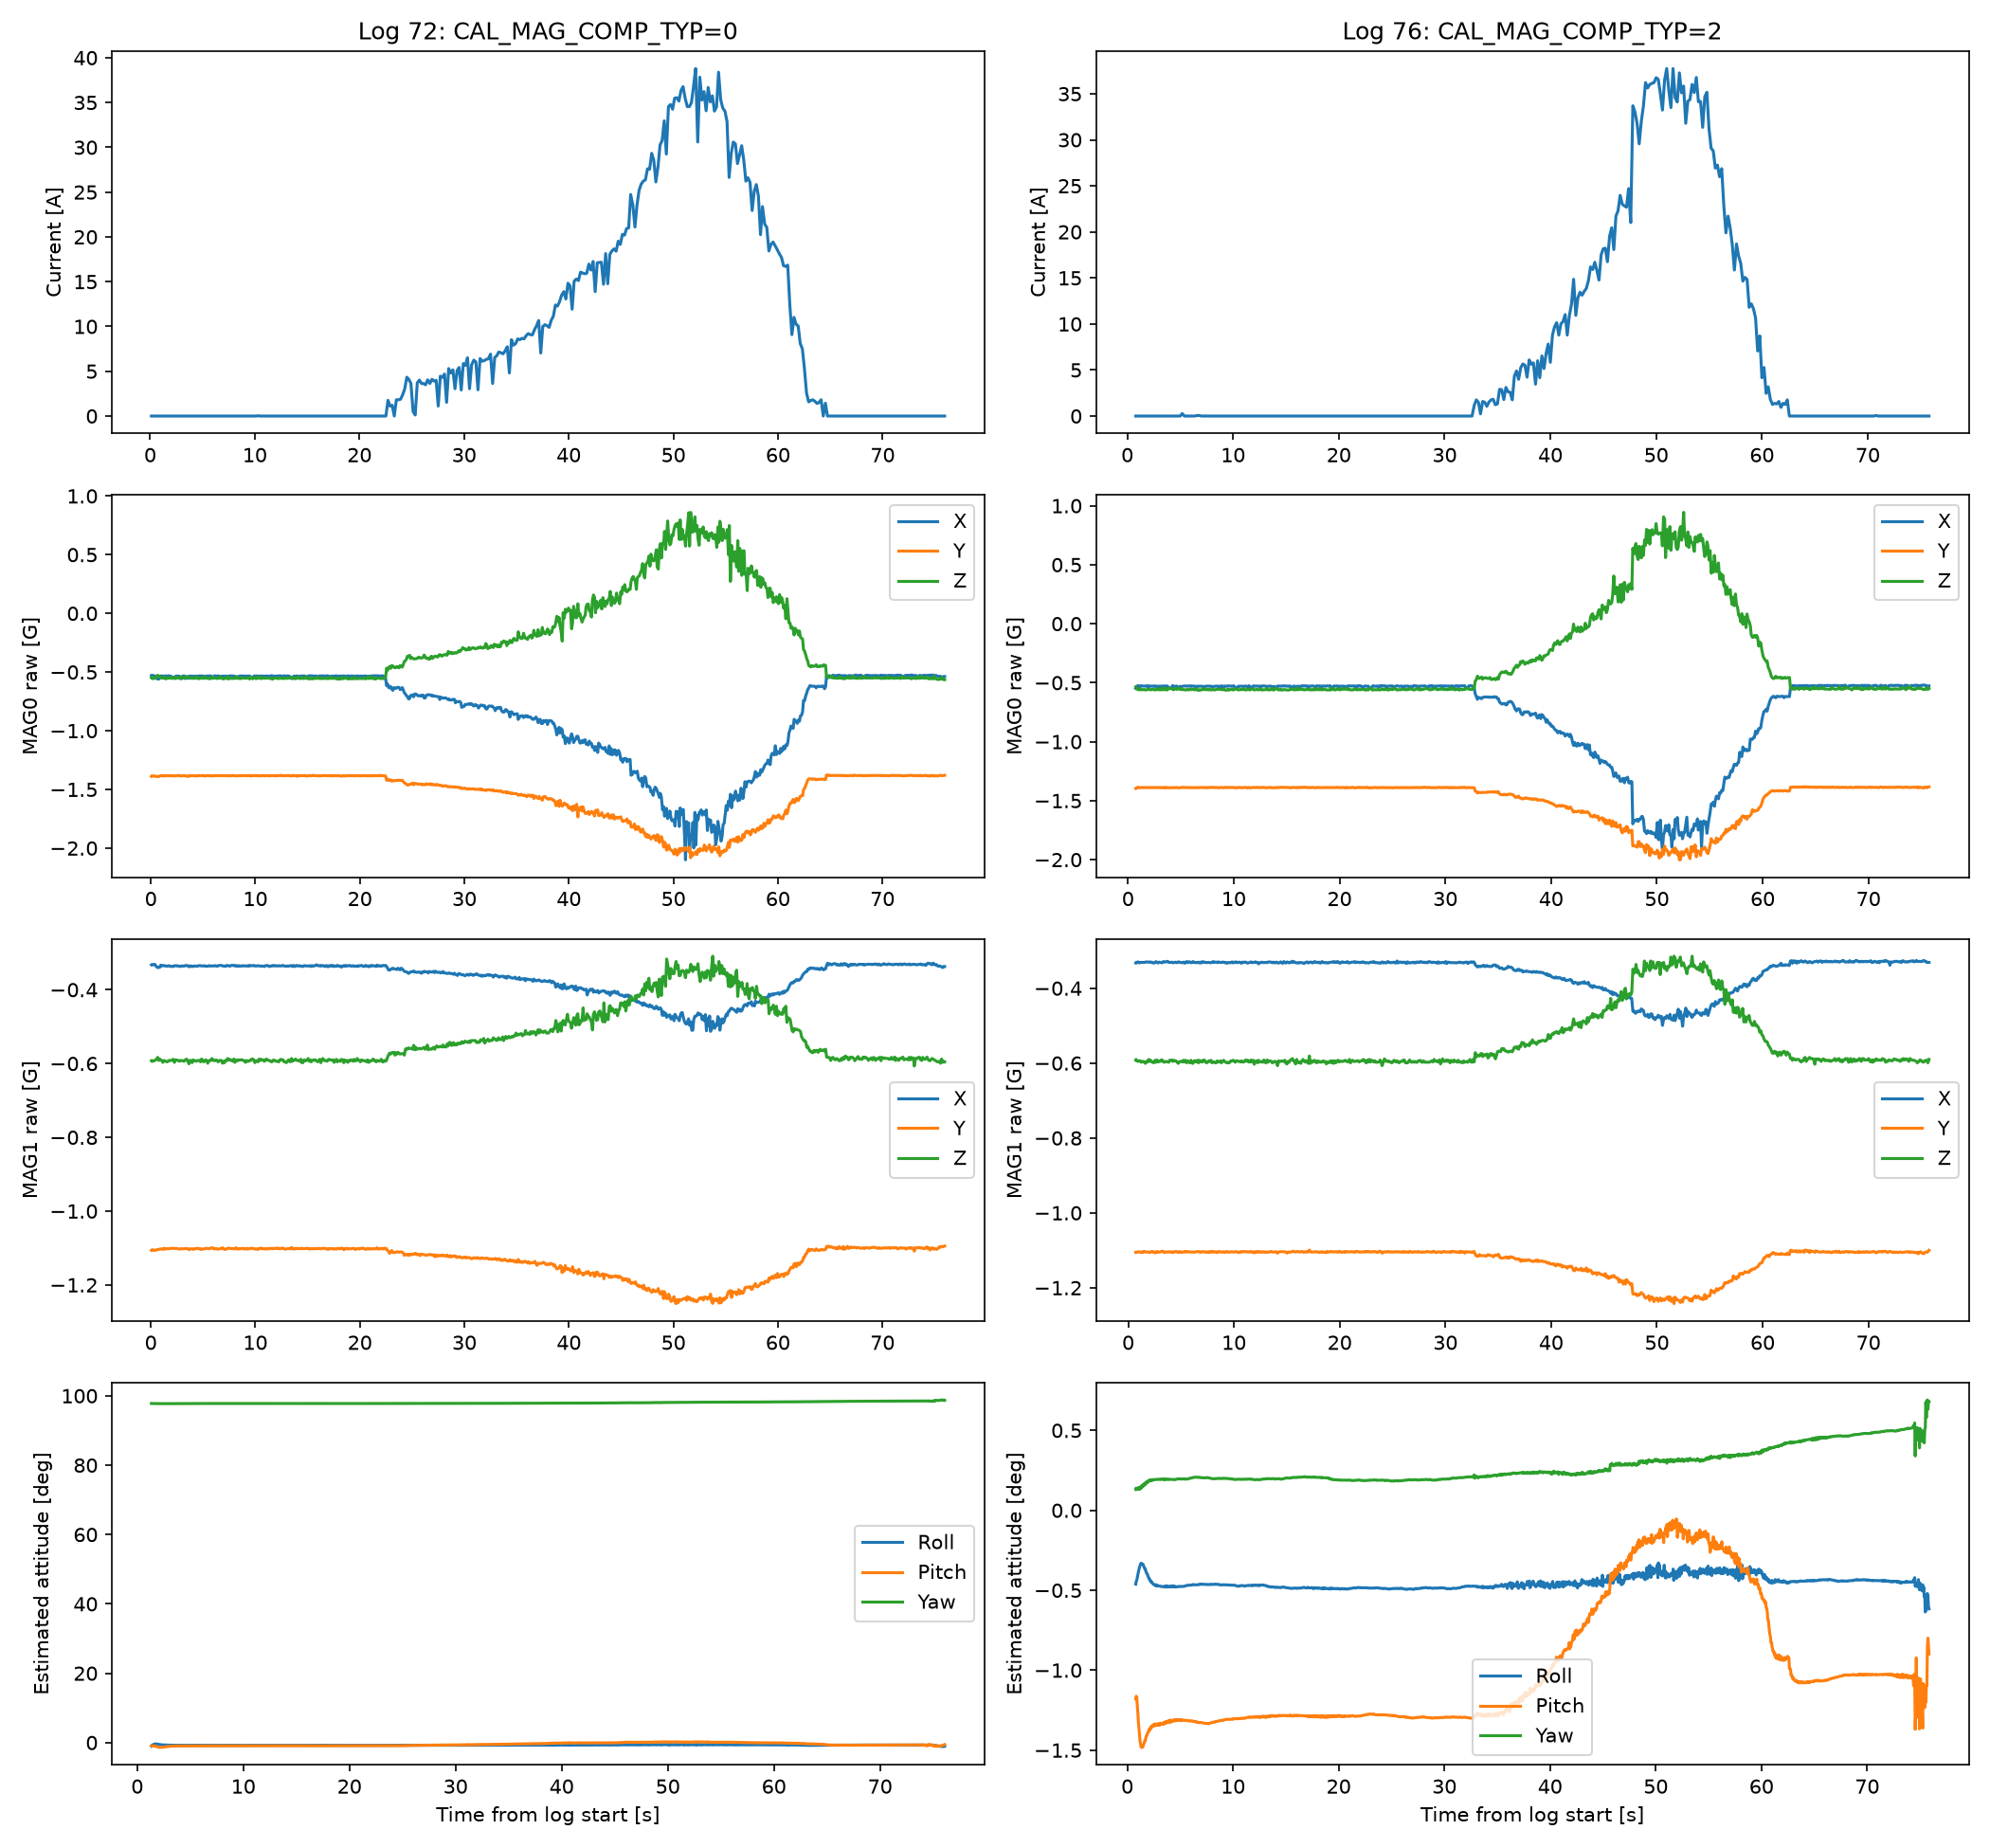 Log 72: CAL_MAG_COMP_TYP=0
Current [A]
40
35
30
25
20
15
10
5
0
0 10 20 30 40 50 60 70
Log 76: CAL_MAG_COMP_TYP=2
Current [A]
35
30
25
20
15
10
5
0
0 10 20 30 40 50 60 70
MAG0 raw [G]
1.0
0.5
0.0
−0.5
−1.0
−1.5
−2.0
X
Y
Z
0 10 20 30 40 50 60 70
MAG0 raw [G]
1.0
0.5
0.0
−0.5
−1.0
−1.5
−2.0
X
Y
Z
0 10 20 30 40 50 60 70
MAG1 raw [G]
−0.4
−0.6
−0.8
−1.0
−1.2
X
Y
Z
0 10 20 30 40 50 60 70
MAG1 raw [G]
−0.4
−0.6
−0.8
−1.0
−1.2
X
Y
Z
0 10 20 30 40 50 60 70
Estimated attitude [deg]
100
80
60
40
20
0
Roll
Pitch
Yaw
0 10 20 30 40 50 60 70
Time from log start [s]
Estimated attitude [deg]
0.5
0.0
−0.5
−1.0
−1.5
Roll
Pitch
Yaw
0 10 20 30 40 50 60 70
Time from log start [s]